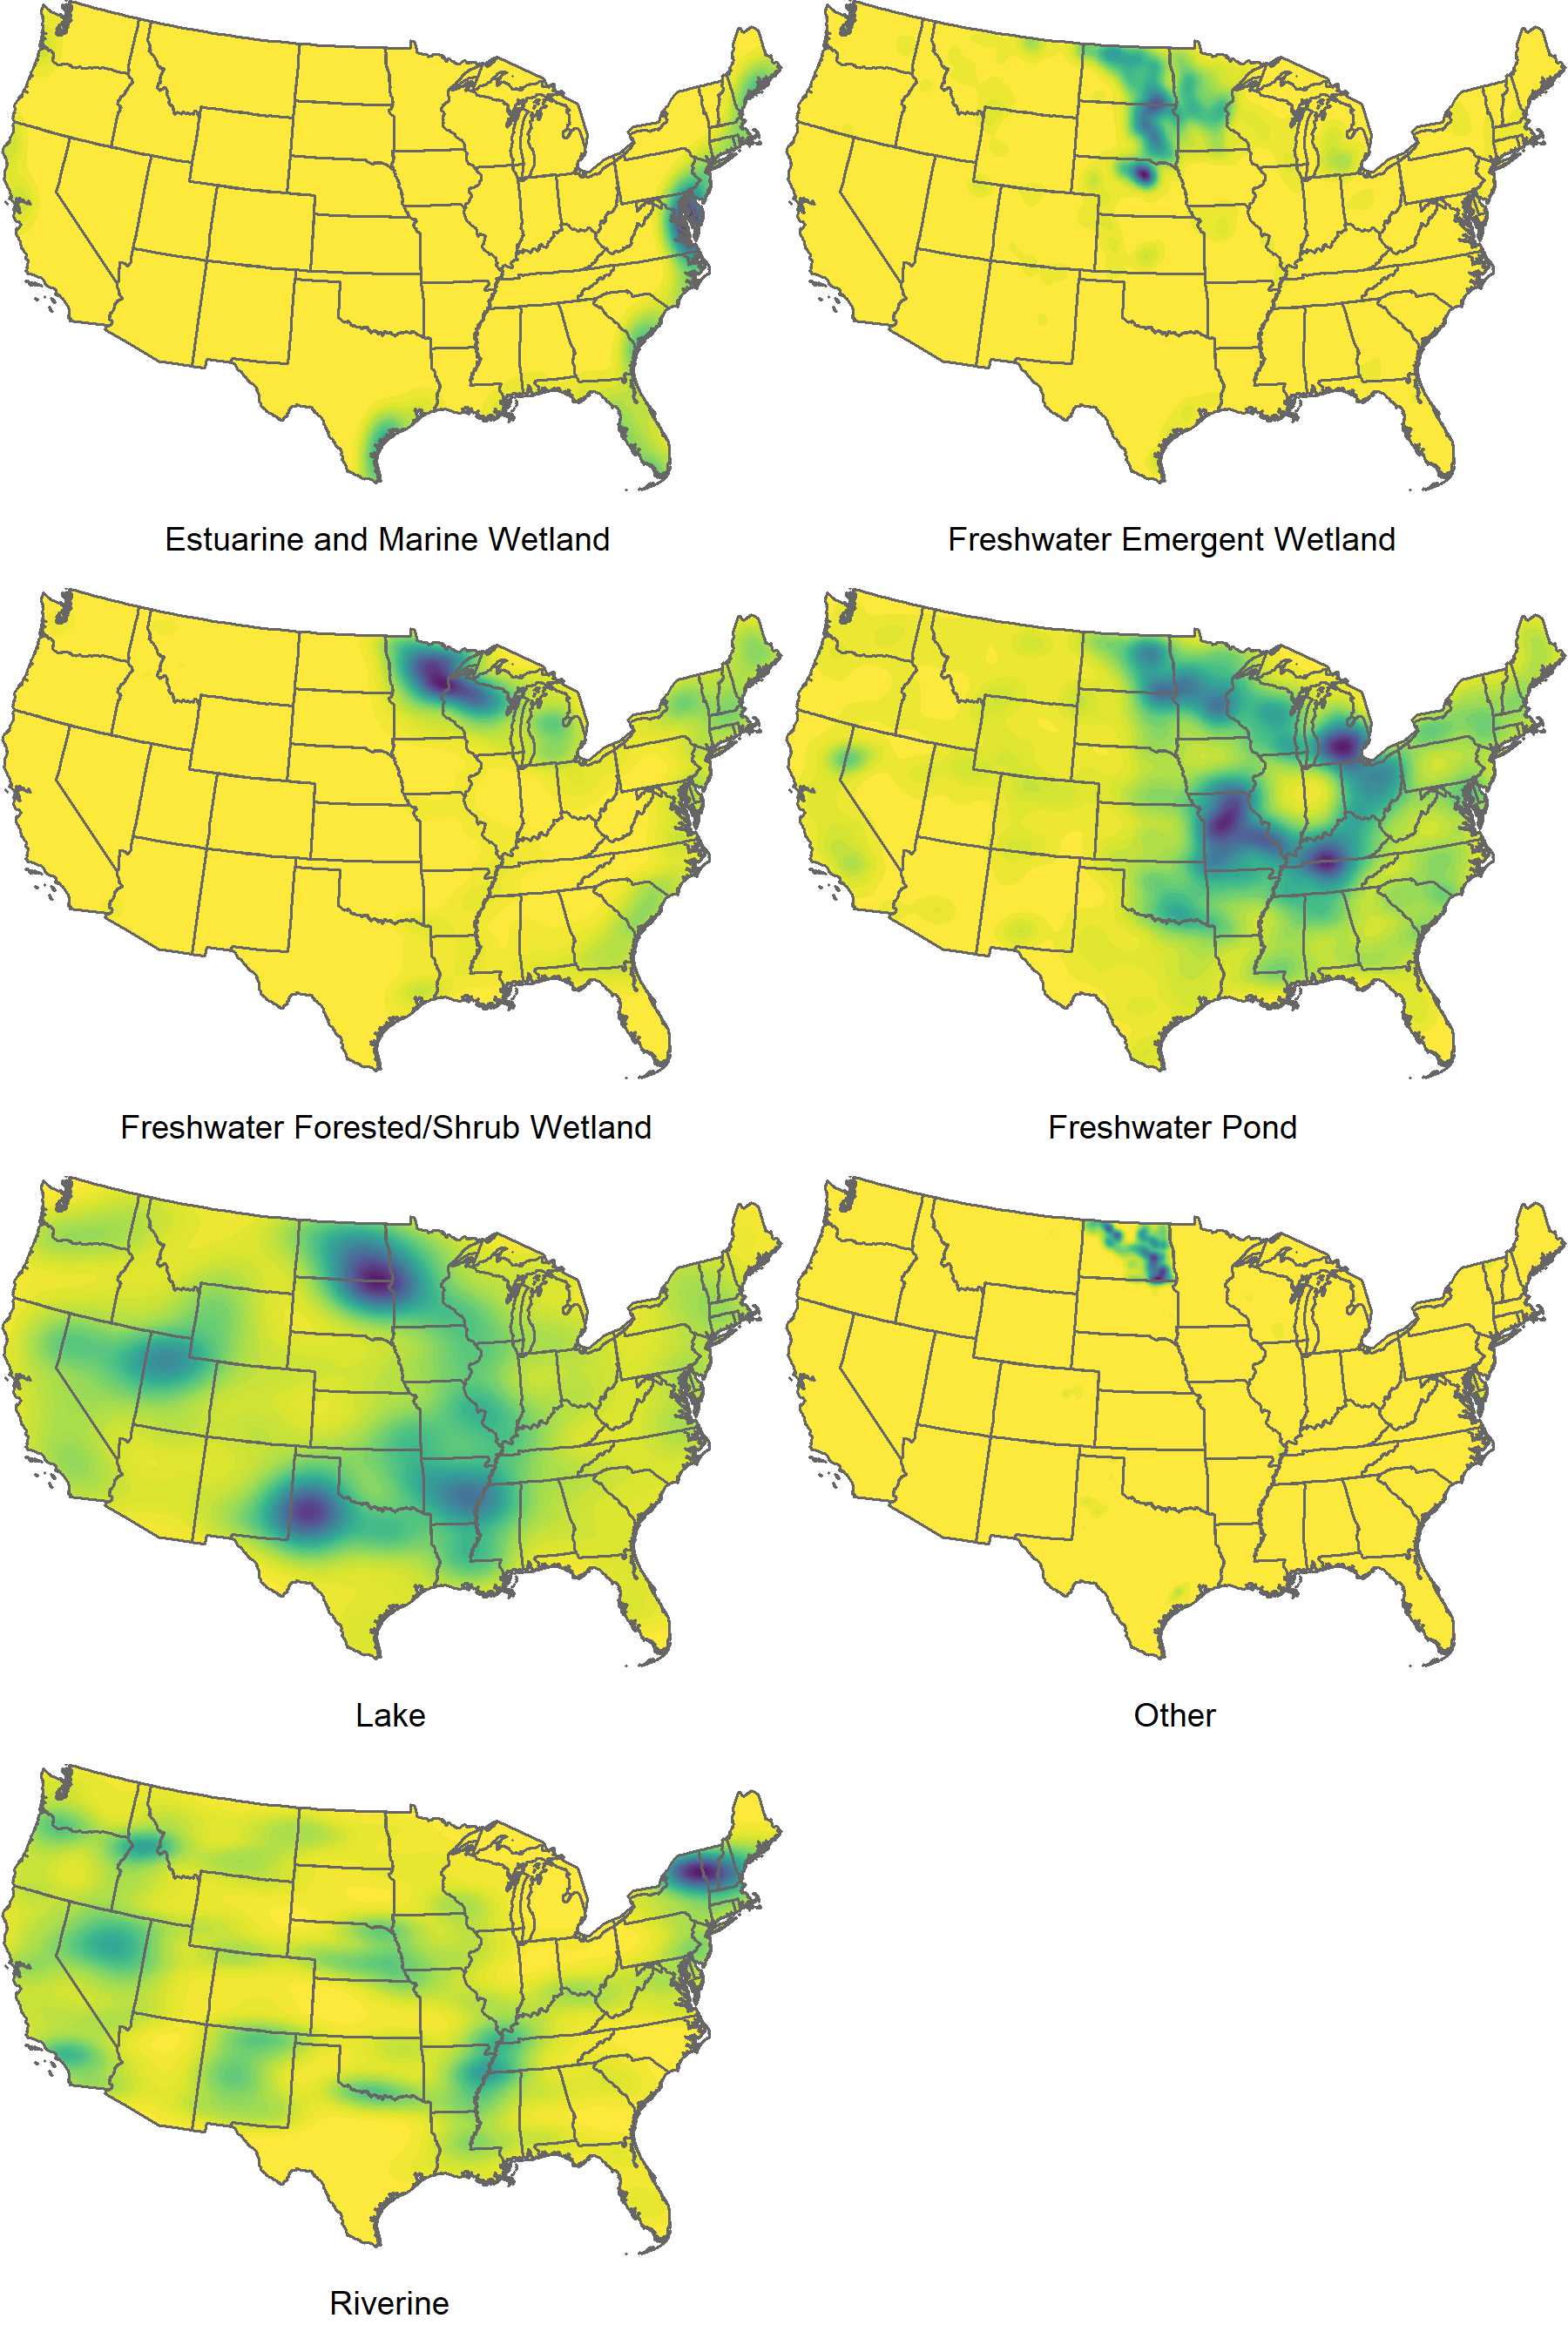 Estuarine and Marine Wetland
Freshwater Emergent Wetland
Freshwater Forested/Shrub Wetland
Freshwater Pond
Lake
Other
Riverine